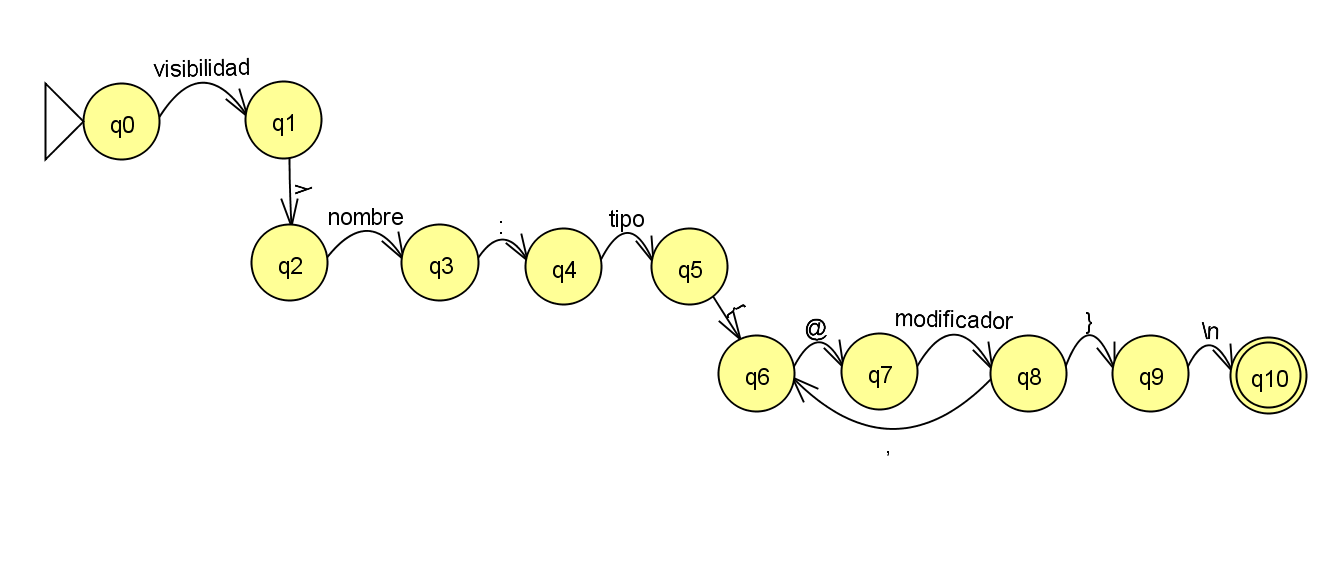 visibilidad
q0
q1
nombre
:
tipo
q2
q3
q4
q5
{
@
modificador
}
\n
q6
q7
q8
q9
q10
,